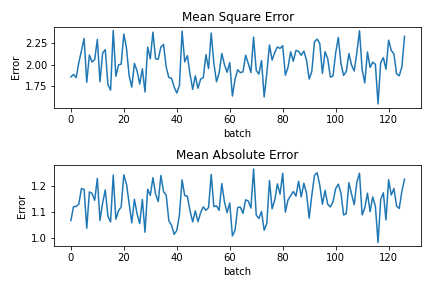 Mean Square Error
2.25
2.00
1.75
Error
0 20 40 60 80 100 120
batch
Mean Absolute Error
1.2
1.1
1.0
Error
0 20 40 60 80 100 120
batch